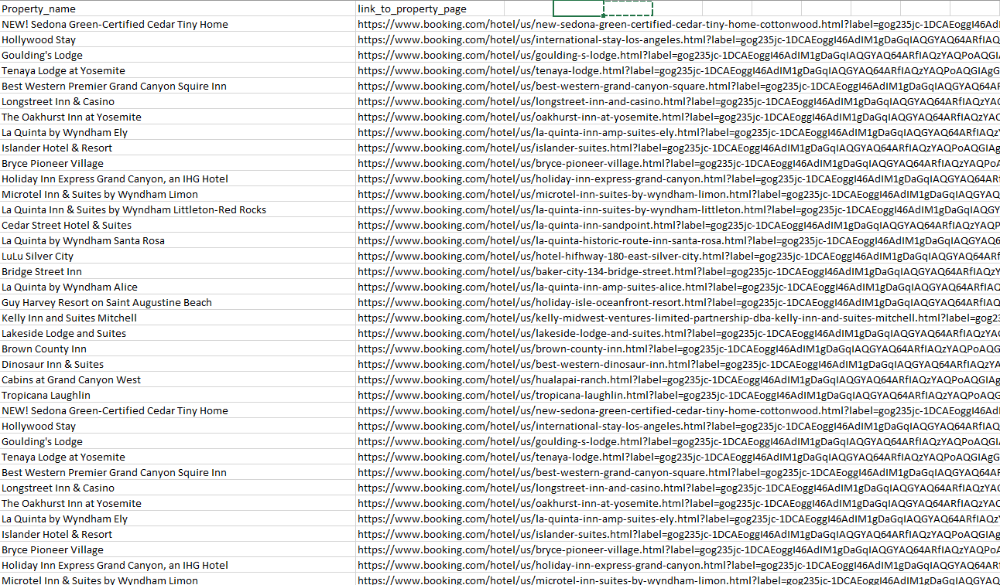 Property_name link_to_property_page
NEW! Sedona Green-Certified Cedar Tiny Home https://www.booking.com/hotel/us/new-sedona-green-certified-cedar-tiny-home-cottonwood.html?label=gog235jc-1DCAEoggI46AdI
Hollywood Stay https://www.booking.com/hotel/us/international-stay-los-angeles.html?label=gog235jc-1DCAEoggI46AdIM1gDaGqIAQGYAQ64ARfIAQ
Goulding's Lodge https://www.booking.com/hotel/us/goulding-s-lodge.html?label=gog235jc-1DCAEoggI46AdIM1gDaGqIAQGYAQ64ARfIAQzYAQPoAQGI
Tenaya Lodge at Yosemite https://www.booking.com/hotel/us/tenaya-lodge.html?label=gog235jc-1DCAEoggI46AdIM1gDaGqIAQGYAQ64ARfIAQzYAQPoAQGIAgG
Best Western Premier Grand Canyon Squire Inn https://www.booking.com/hotel/us/best-western-grand-canyon-square.html?label=gog235jc-1DCAEoggI46AdIM1gDaGqIAQGYAQ64AR
Longstreet Inn & Casino https://www.booking.com/hotel/us/longstreet-inn-and-casino.html?label=gog235jc-1DCAEoggI46AdIM1gDaGqIAQGYAQ64ARfIAQzYAQ
The Oakhurst Inn at Yosemite https://www.booking.com/hotel/us/oakhurst-inn-at-yosemite.html?label=gog235jc-1DCAEoggI46AdIM1gDaGqIAQGYAQ64ARfIAQzYAQ
La Quinta by Wyndham Ely https://www.booking.com/hotel/us/la-quinta-inn-amp-suites-ely.html?label=gog235jc-1DCAEoggI46AdIM1gDaGqIAQGYAQ64ARfIAQz
Islander Hotel & Resort https://www.booking.com/hotel/us/islander-suites.html?label=gog235jc-1DCAEoggI46AdIM1gDaGqIAQGYAQ64ARfIAQzYAQPoAQGIAg
Bryce Pioneer Village https://www.booking.com/hotel/us/bryce-pioneer-village.html?label=gog235jc-1DCAEoggI46AdIM1gDaGqIAQGYAQ64ARfIAQzYAQPoA
Holiday Inn Express Grand Canyon, an IHG Hotel https://www.booking.com/hotel/us/holiday-inn-express-grand-canyon.html?label=gog235jc-1DCAEoggI46AdIM1gDaGqIAQGYAQ64ARf
Microtel Inn & Suites by Wyndham Limon https://www.booking.com/hotel/us/microtel-inn-suites-by-wyndham-limon.html?label=gog235jc-1DCAEoggI46AdIM1gDaGqIAQGYAQ
La Quinta Inn & Suites by Wyndham Littleton-Red Rocks https://www.booking.com/hotel/us/la-quinta-inn-suites-by-wyndham-littleton.html?label=gog235jc-1DCAEoggI46AdIM1gDaGqIAQGY
Cedar Street Hotel & Suites https://www.booking.com/hotel/us/la-quinta-inn-sandpoint.html?label=gog235jc-1DCAEoggI46AdIM1gDaGqIAQGYAQ64ARfIAQzYAQP
La Quinta by Wyndham Santa Rosa https://www.booking.com/hotel/us/la-quinta-historic-route-inn-santa-rosa.html?label=gog235jc-1DCAEoggI46AdIM1gDaGqIAQGYA
LuLu Silver City https://www.booking.com/hotel/us/hotel-hifhway-180-east-silver-city.html?label=gog235jc-1DCAEoggI46AdIM1gDaGqIAQGYAQ64ARf
Bridge Street Inn https://www.booking.com/hotel/us/baker-city-134-bridge-street.html?label=gog235jc-1DCAEoggI46AdIM1gDaGqIAQGYAQ64ARfIAQzY
La Quinta by Wyndham Alice https://www.booking.com/hotel/us/la-quinta-inn-amp-suites-alice.html?label=gog235jc-1DCAEoggI46AdIM1gDaGqIAQGYAQ64ARfIAQ
Guy Harvey Resort on Saint Augustine Beach https://www.booking.com/hotel/us/holiday-isle-oceanfront-resort.html?label=gog235jc-1DCAEoggI46AdIM1gDaGqIAQGYAQ64ARfIAQ
Kelly Inn and Suites Mitchell https://www.booking.com/hotel/us/kelly-midwest-ventures-limited-partnership-dba-kelly-inn-and-suites-mitchell.html?label=gog2
Lakeside Lodge and Suites https://www.booking.com/hotel/us/lakeside-lodge-and-suites.html?label=gog235jc-1DCAEoggI46AdIM1gDaGqIAQGYAQ64ARfIAQzYAQ
Brown County Inn https://www.booking.com/hotel/us/brown-county-inn.html?label=gog235jc-1DCAEoggI46AdIM1gDaGqIAQGYAQ64ARfIAQzYAQPoAQG
Dinosaur Inn & Suites https://www.booking.com/hotel/us/best-western-dinosaur-inn.html?label=gog235jc-1DCAEoggI46AdIM1gDaGqIAQGYAQ64ARfIAQzYA
Cabins at Grand Canyon West https://www.booking.com/hotel/us/hualapai-ranch.html?label=gog235jc-1DCAEoggI46AdIM1gDaGqIAQGYAQ64ARfIAQzYAQPoAQGIAg
Tropicana Laughlin https://www.booking.com/hotel/us/tropicana-laughlin.html?label=gog235jc-1DCAEoggI46AdIM1gDaGqIAQGYAQ64ARfIAQzYAQPoAQ
NEW! Sedona Green-Certified Cedar Tiny Home https://www.booking.com/hotel/us/new-sedona-green-certified-cedar-tiny-home-cottonwood.html?label=gog235jc-1DCAEoggI46AdI
Hollywood Stay https://www.booking.com/hotel/us/international-stay-los-angeles.html?label=gog235jc-1DCAEoggI46AdIM1gDaGqIAQGYAQ64ARfIAQ
Goulding's Lodge https://www.booking.com/hotel/us/goulding-s-lodge.html?label=gog235jc-1DCAEoggI46AdIM1gDaGqIAQGYAQ64ARfIAQzYAQPoAQGI
Tenaya Lodge at Yosemite https://www.booking.com/hotel/us/tenaya-lodge.html?label=gog235jc-1DCAEoggI46AdIM1gDaGqIAQGYAQ64ARfIAQzYAQPoAQGIAgG
Best Western Premier Grand Canyon Squire Inn https://www.booking.com/hotel/us/best-western-grand-canyon-square.html?label=gog235jc-1DCAEoggI46AdIM1gDaGqIAQGYAQ64AR
Longstreet Inn & Casino https://www.booking.com/hotel/us/longstreet-inn-and-casino.html?label=gog235jc-1DCAEoggI46AdIM1gDaGqIAQGYAQ64ARfIAQzYAQ
The Oakhurst Inn at Yosemite https://www.booking.com/hotel/us/oakhurst-inn-at-yosemite.html?label=gog235jc-1DCAEoggI46AdIM1gDaGqIAQGYAQ64ARfIAQzYAQ
La Quinta by Wyndham Ely https://www.booking.com/hotel/us/la-quinta-inn-amp-suites-ely.html?label=gog235jc-1DCAEoggI46AdIM1gDaGqIAQGYAQ64ARfIAQz
Islander Hotel & Resort https://www.booking.com/hotel/us/islander-suites.html?label=gog235jc-1DCAEoggI46AdIM1gDaGqIAQGYAQ64ARfIAQzYAQPoAQGIAg
Bryce Pioneer Village https://www.booking.com/hotel/us/bryce-pioneer-village.html?label=gog235jc-1DCAEoggI46AdIM1gDaGqIAQGYAQ64ARfIAQzYAQPoA
Holiday Inn Express Grand Canyon, an IHG Hotel https://www.booking.com/hotel/us/holiday-inn-express-grand-canyon.html?label=gog235jc-1DCAEoggI46AdIM1gDaGqIAQGYAQ64ARf
Microtel Inn & Suites by Wyndham Limon https://www.booking.com/hotel/us/microtel-inn-suites-by-wyndham-limon.html?label=gog235jc-1DCAEoggI46AdIM1gDaGqIAQGYAQ